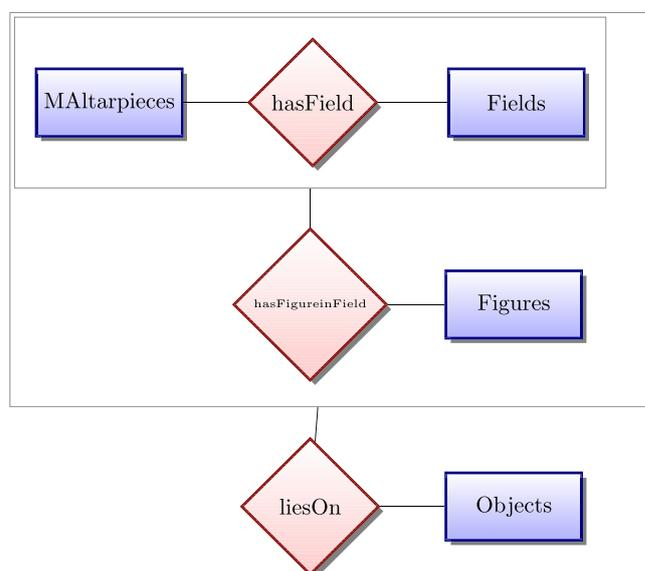 MAltarpieces
hasField
Fields
hasFigureinField
Figures
liesOn
Objects